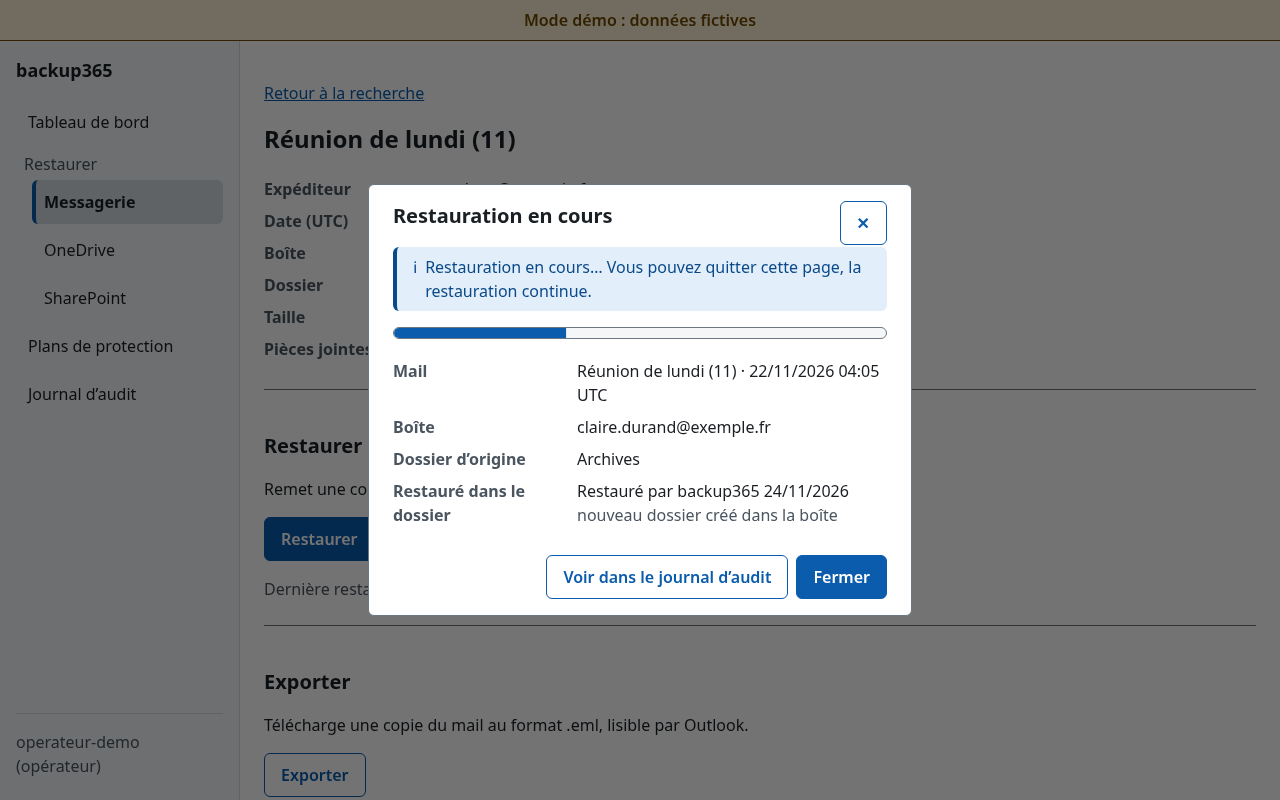 Mode démo : données fictives
backup365
Tableau de bord
Restaurer
Messagerie
OneDrive
SharePoint
Plans de protection
Journal d’audit
operateur-demo
(opérateur)
Retour à la recherche
Réunion de lundi (11)
Expéditeur
Date (UTC)
Boîte
Dossier
Taille
Pièces jointes
Restaurer
Remet une co
Restaurer
Dernière resta
Exporter
Télécharge une copie du mail au format .eml, lisible par Outlook.
Exporter
Restauration en cours
×
i Restauration en cours… Vous pouvez quitter cette page, la
restauration continue.
Mail Réunion de lundi (11) · 22/11/2026 04:05
UTC
Boîte claire.durand@exemple.fr
Dossier d’origine Archives
Restauré dans le Restauré par backup365 24/11/2026
dossier nouveau dossier créé dans la boîte
Voir dans le journal d’audit
Fermer